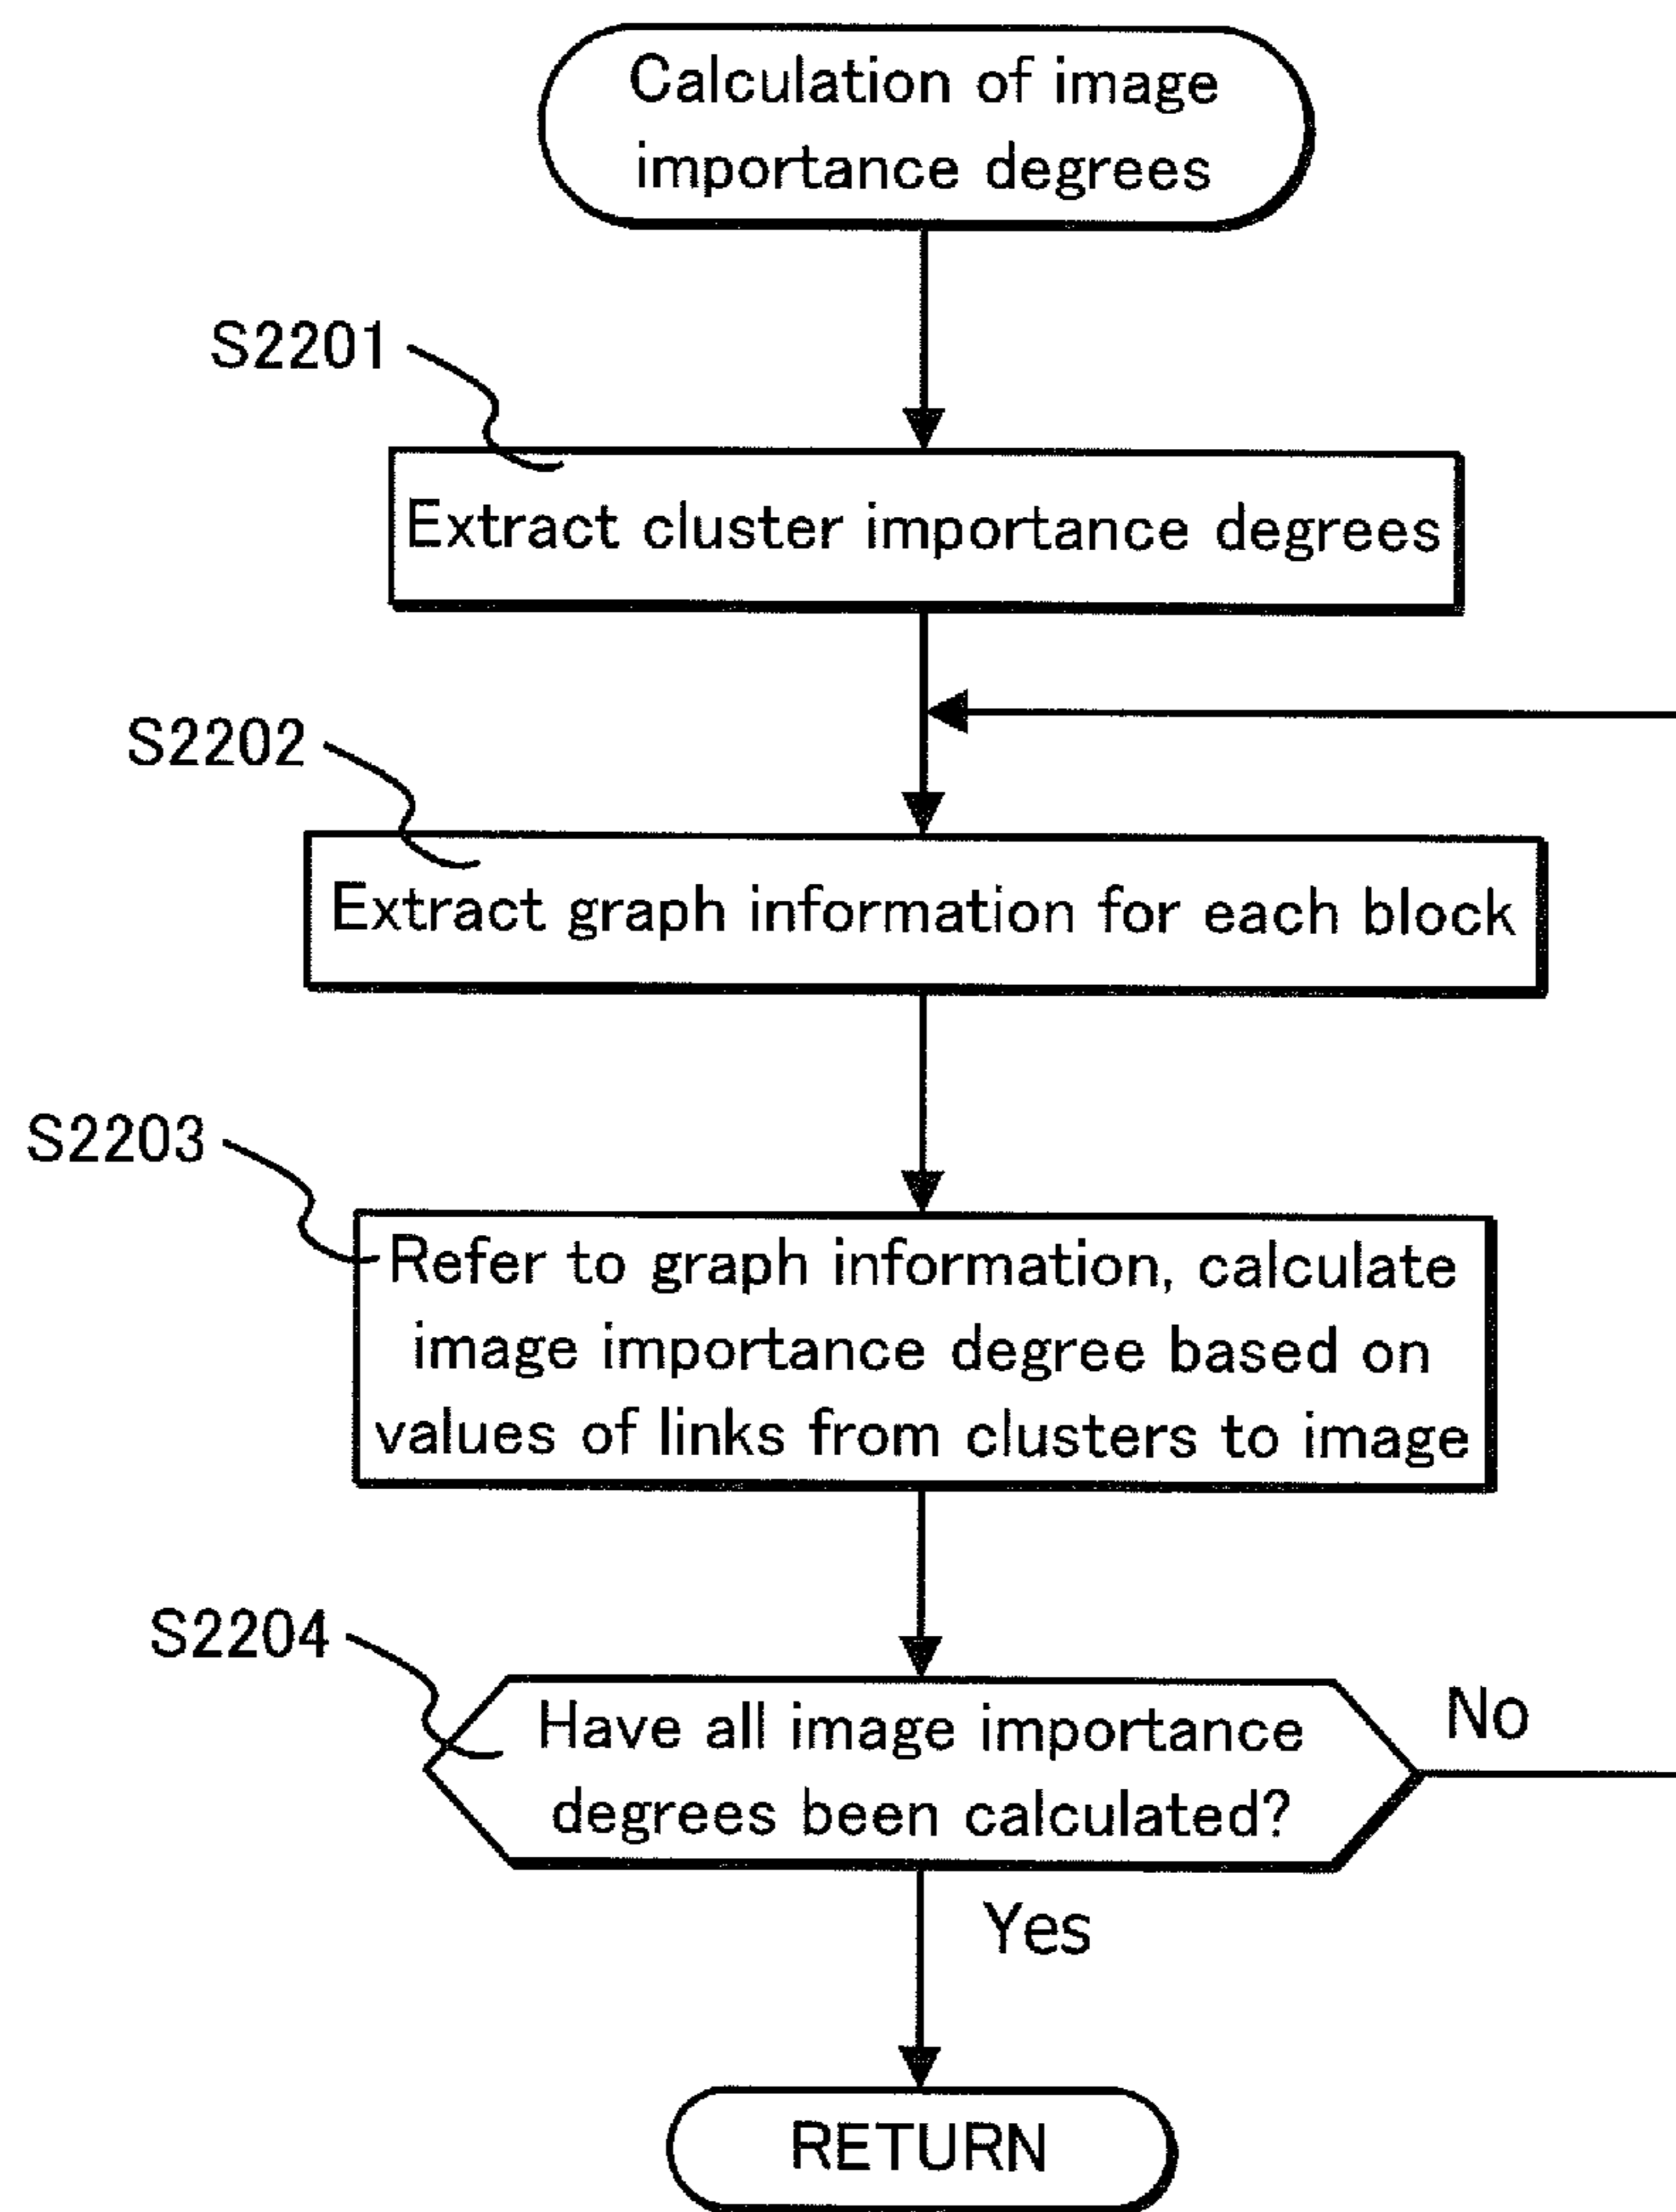 Calculation of image
importance degrees
S2201
Extract cluster importance degrees
S2202
Extract graph information for each block
S2203
Refer to graph information, calculate
image importance degree based on
values of links from clusters to image
S2204
Have all image importance
degrees been calculated?
No
Yes
RETURN